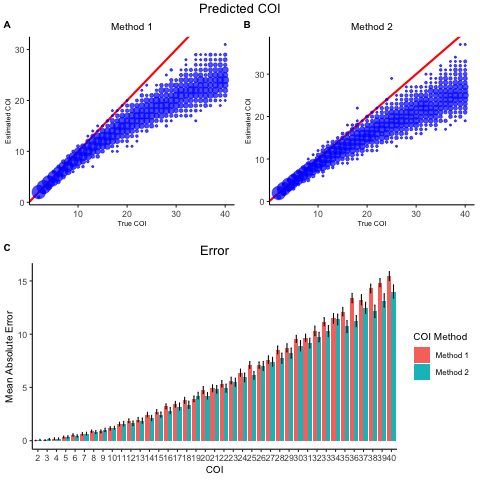 Predicted COI
A
B
Method 1
Method 2
Estimated COI
30
20
10
0
10
20
30
40
True COI
Estimated COI
30
20
10
0
10
20
30
40
True COI
C
Error
Mean Absolute Error
15
10
5
0
2 3 4 5 6 7 8 9 10 11 12 13 14 15 16 17 18 19 20 21 22 23 24 25 26 27 28 29 30 31 32 33 34 35 36 37 38 39 40
COI
COI Method
Method 1
Method 2